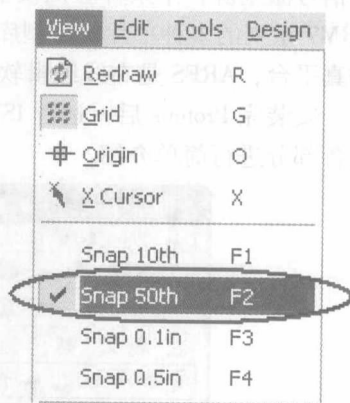 View Edit Tools Design
Redraw R
Grid G
Origin O
X Cursor X
Snap 10th F1
Snap 50th F2
Snap 0.1in F3
Snap 0.5in F4